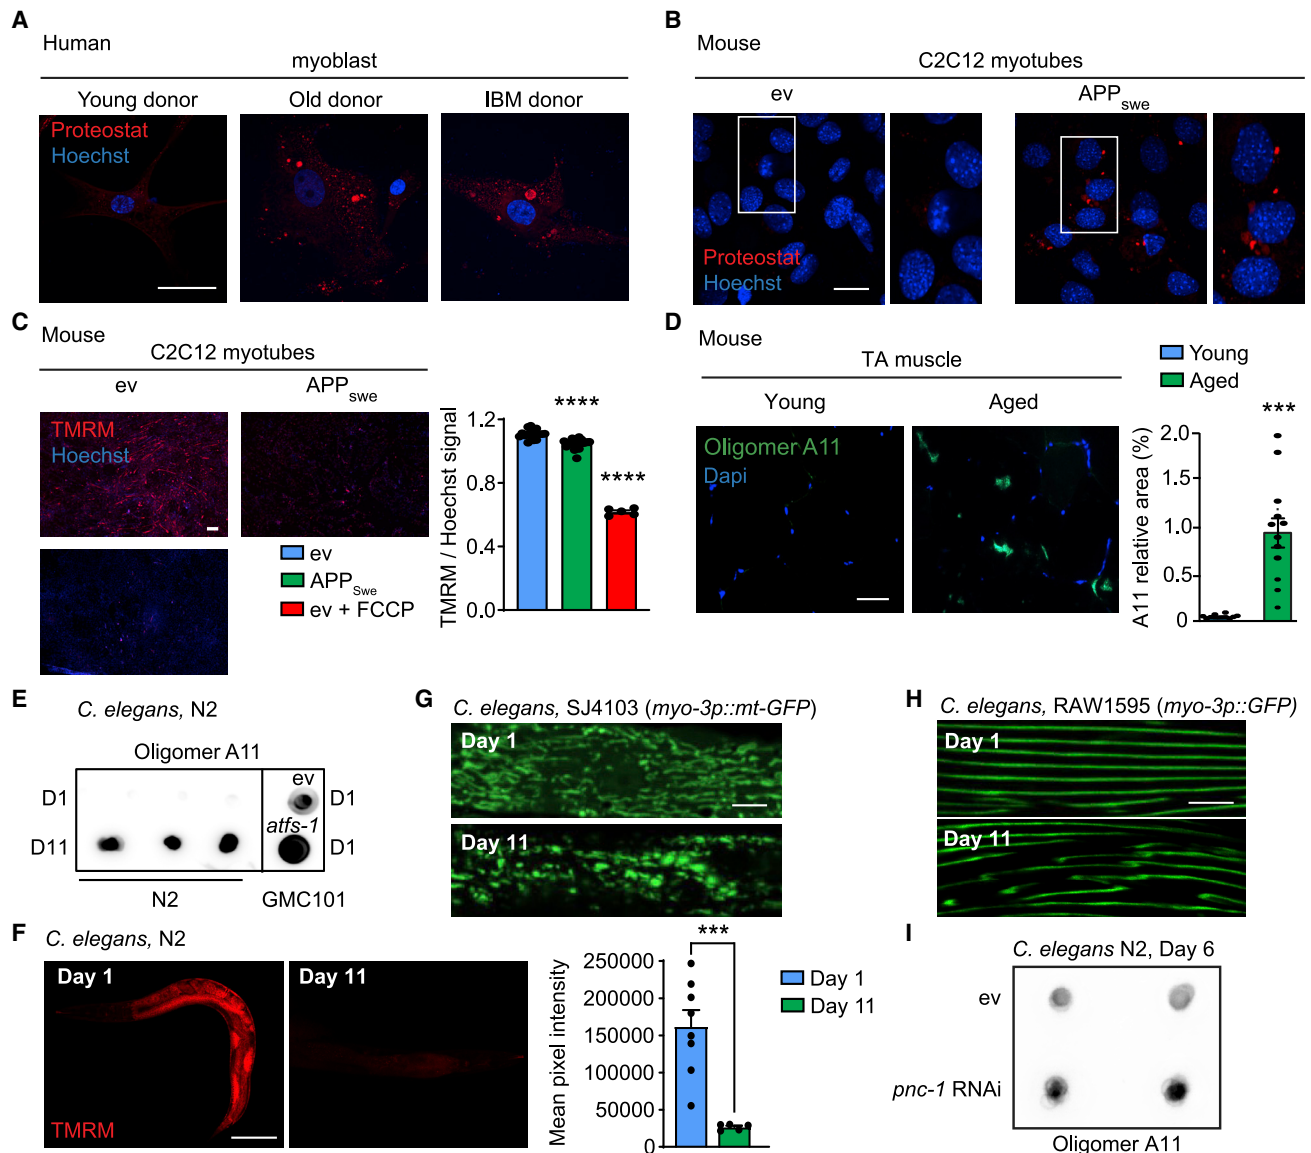 A
Human
myoblast
Young donor
Old donor
IBM donor
Proteostat
Hoechst
B
Mouse
C2C12 myotubes
ev
APPswe
Proteostat
Hoechst
C
Mouse
C2C12 myotubes
ev
APPswe
TMRM
Hoechst
ev
APPSwe
ev + FCCP
TMRM / Hoechst signal
1.2
0.8
0.4
0.0
****
****
D
Mouse
TA muscle
Young
Aged
Oligomer A11
Dapi
Young
Aged
***
A11 relative area (%)
2.0
1.5
1.0
0.5
0
E
C. elegans, N2
Oligomer A11
D1
D11
ev
atfs-1
D1
D1
N2
GMC101
F
C. elegans, N2
Day 1
Day 11
TMRM
Mean pixel intensity
250000
200000
150000
100000
50000
0
***
Day 1
Day 11
G
C. elegans, SJ4103 (myo-3p::mt-GFP)
Day 1
Day 11
H
C. elegans, RAW1595 (myo-3p::GFP)
Day 1
Day 11
I
C. elegans N2, Day 6
ev
pnc-1 RNAi
Oligomer A11